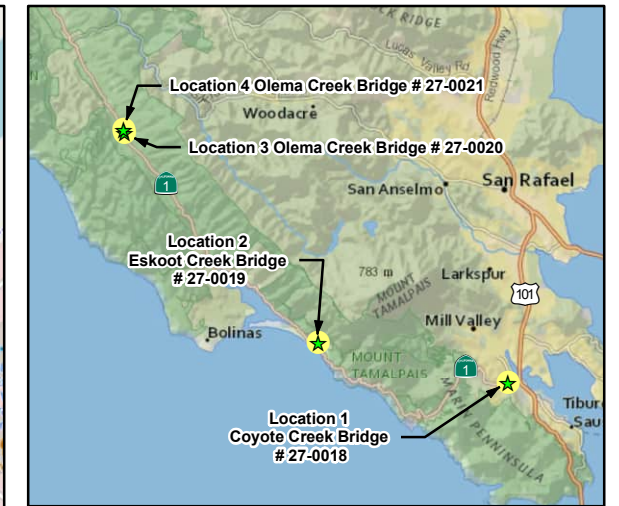 CK RIDGE
Lucas Valley Rd
Redwood Hwy
Location 4 Olema Creek Bridge # 27-0021
Woodacre
Location 3 Olema Creek Bridge # 27-0020
1
San Anselmo
San Rafael
Location 2
Eskoot Creek Bridge
# 27-0019
783 m
MOUNT
TAMALPAIS
Larkspur
101
Bolinas
Mill Valley
MOUNT
TAMALPAIS
1
MARIN PENNINSULA
Tibur
Sau
Location 1
Coyote Creek Bridge
# 27-0018